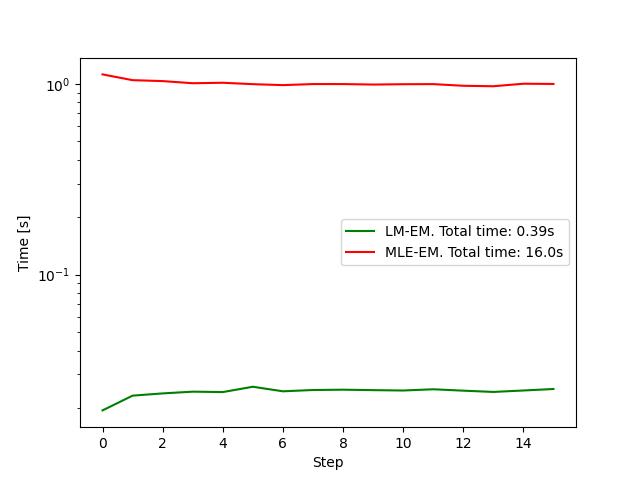 10⁰
10⁻¹
Time [s]
LM-EM. Total time: 0.39s
MLE-EM. Total time: 16.0s
0 2 4 6 8 10 12 14
Step